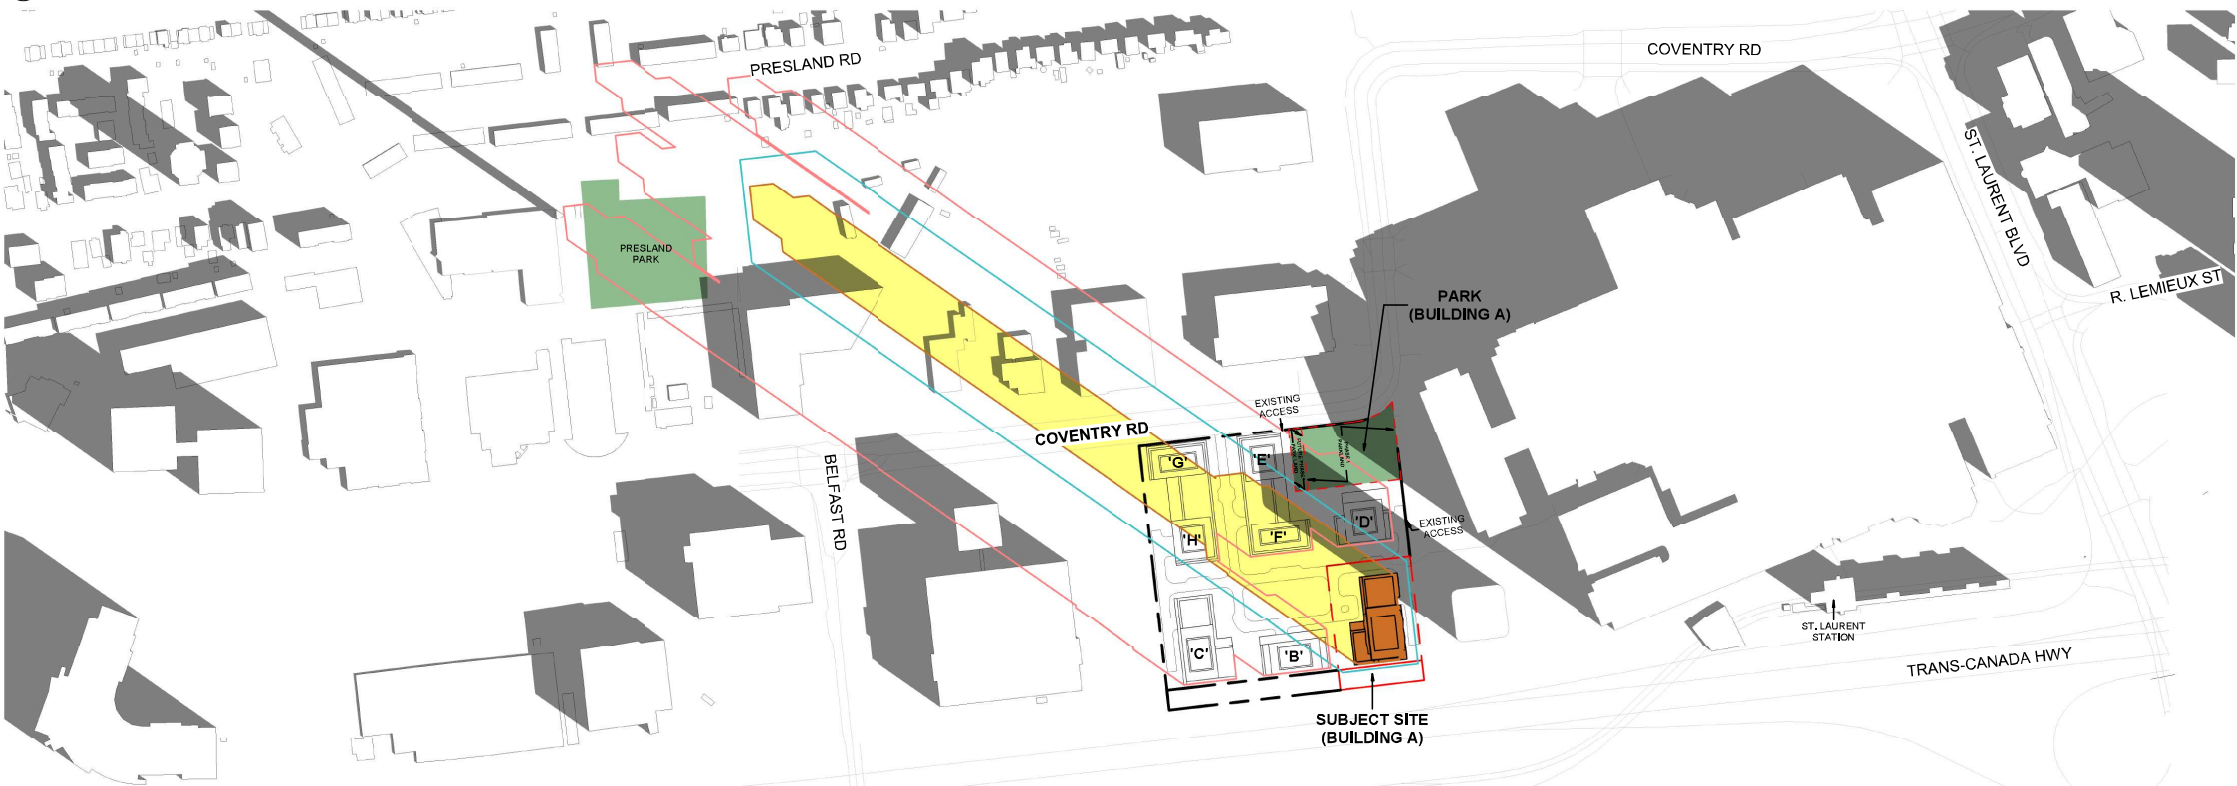 COVENTRY RD
PRESLAND RD
ST. LAURENT BLVD
PRESLAND
PARK
R. LEMIEUX ST
PARK
(BUILDING A)
EXISTING
ACCESS
COVENTRY RD
BELFAST RD
'G'
'E'
'D'
'H'
'F'
EXISTING
ACCESS
'C'
'B'
ST. LAURENT
STATION
TRANS-CANADA HWY
SUBJECT SITE
(BUILDING A)